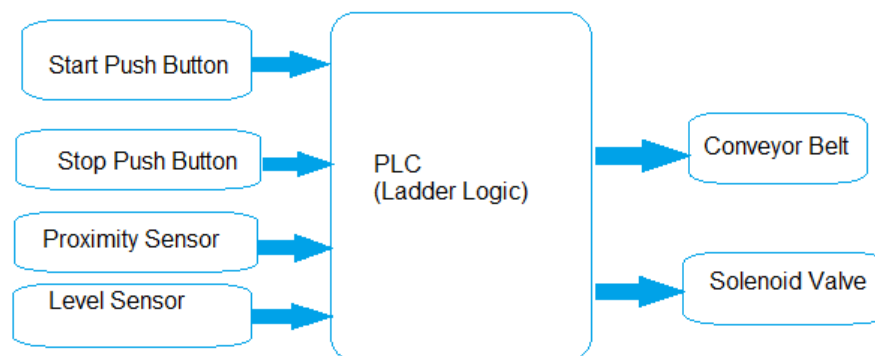 Start Push Button
Stop Push Button
Proximity Sensor
Level Sensor
PLC
(Ladder Logic)
Conveyor Belt
Solenoid Valve